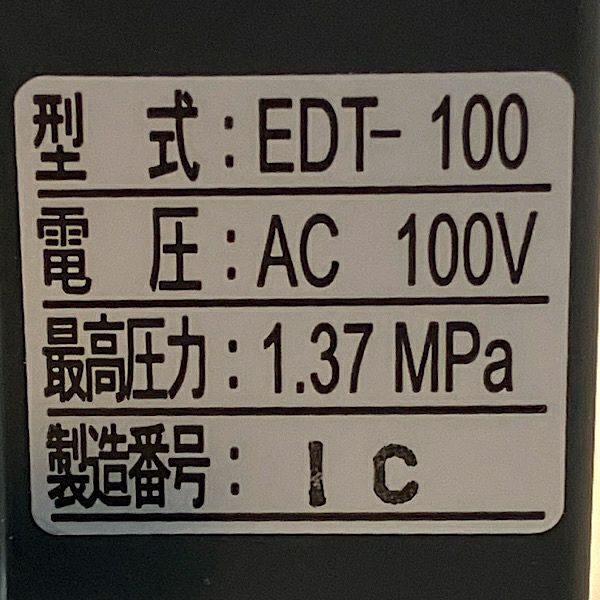 型 式 : EDT- 100
電 圧 : AC 100V
最高圧力 : 1.37 MPa
製造番号 : I C